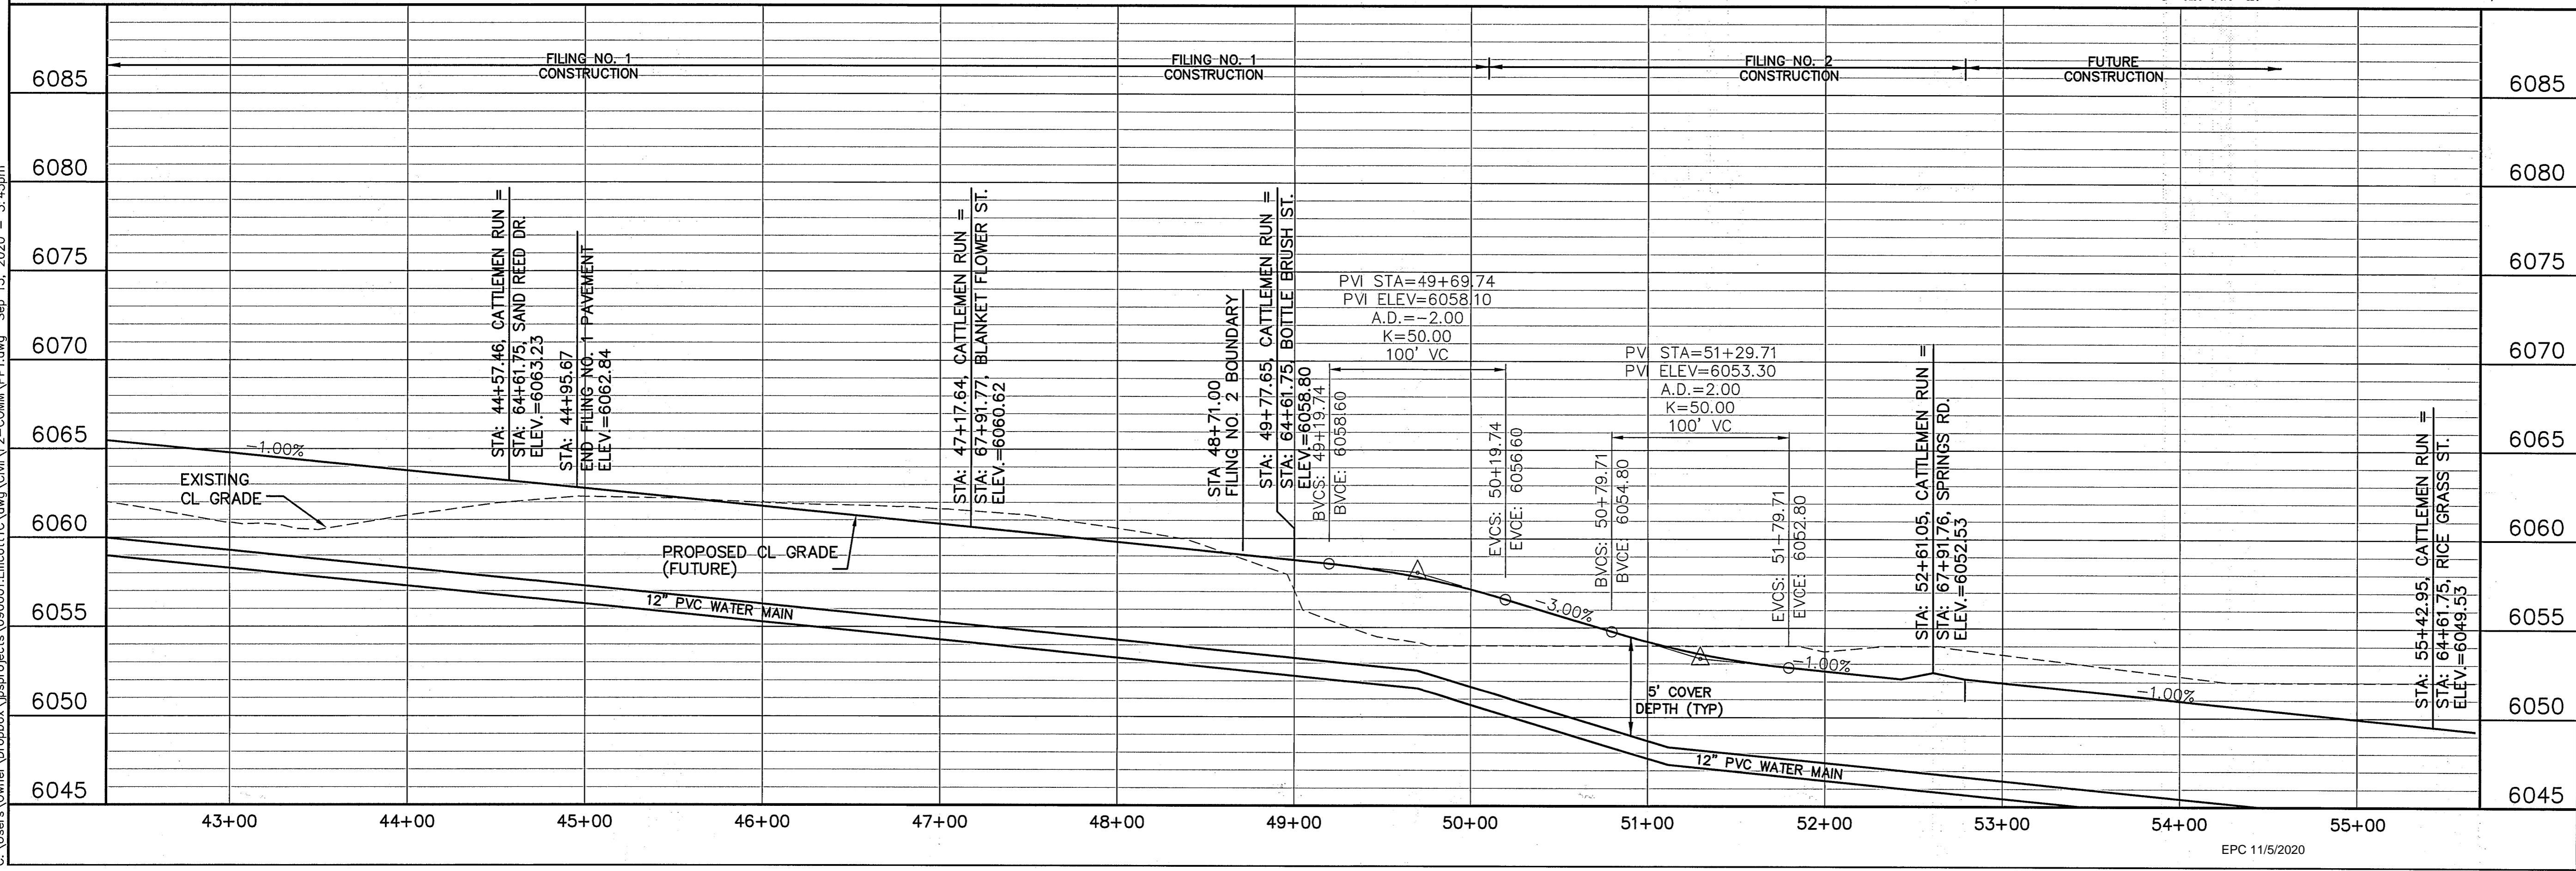 FILING NO. 1
CONSTRUCTION
FILING NO. 1
CONSTRUCTION
FILING NO. 2
CONSTRUCTION
FUTURE
CONSTRUCTION
6085
6080
6075
6070
6065
6060
6055
6050
6045
6085
6080
6075
6070
6065
6060
6055
6050
6045
STA: 44+57.46, CATTLEMEN RUN =
STA: 64+61.75, SAND REED DR.
ELEV.=6063.23
STA: 44+95.67
END FILING NO. 1 PAVEMENT
ELEV.=6062.84
STA: 47+17.64, CATTLEMEN RUN =
STA: 67+91.77, BLANKET FLOWER ST.
ELEV.=6060.62
STA 48+71.00
FILING NO. 2 BOUNDARY
STA: 49+77.65, CATTLEMEN RUN =
STA: 64+61.75, BOTTLE BRUSH ST.
ELEV.=6058.80
BVCS: 49+19.74
BVCE: 6058.60
PVI STA=49+69.74
PVI ELEV=6058.10
A.D.=-2.00
K=50.00
100' VC
EVCS: 50+19.74
EVCE: 6056.60
BVCS: 50+79.71
BVCE: 6054.80
PVI STA=51+29.71
PVI ELEV=6053.30
A.D.=2.00
K=50.00
100' VC
EVCS: 51+79.71
EVCE: 6052.80
STA: 52+61.05, CATTLEMEN RUN =
STA: 67+91.76, SPRINGS RD.
ELEV.=6052.53
STA: 55+42.95, CATTLEMEN RUN =
STA: 64+61.75, RICE GRASS ST.
ELEV.=6049.53
-1.00%
EXISTING
CL GRADE
PROPOSED CL GRADE
(FUTURE)
12" PVC WATER MAIN
-3.00%
-1.00%
-1.00%
5' COVER
DEPTH (TYP)
12" PVC WATER MAIN
43+00
44+00
45+00
46+00
47+00
48+00
49+00
50+00
51+00
52+00
53+00
54+00
55+00
EPC 11/5/2020